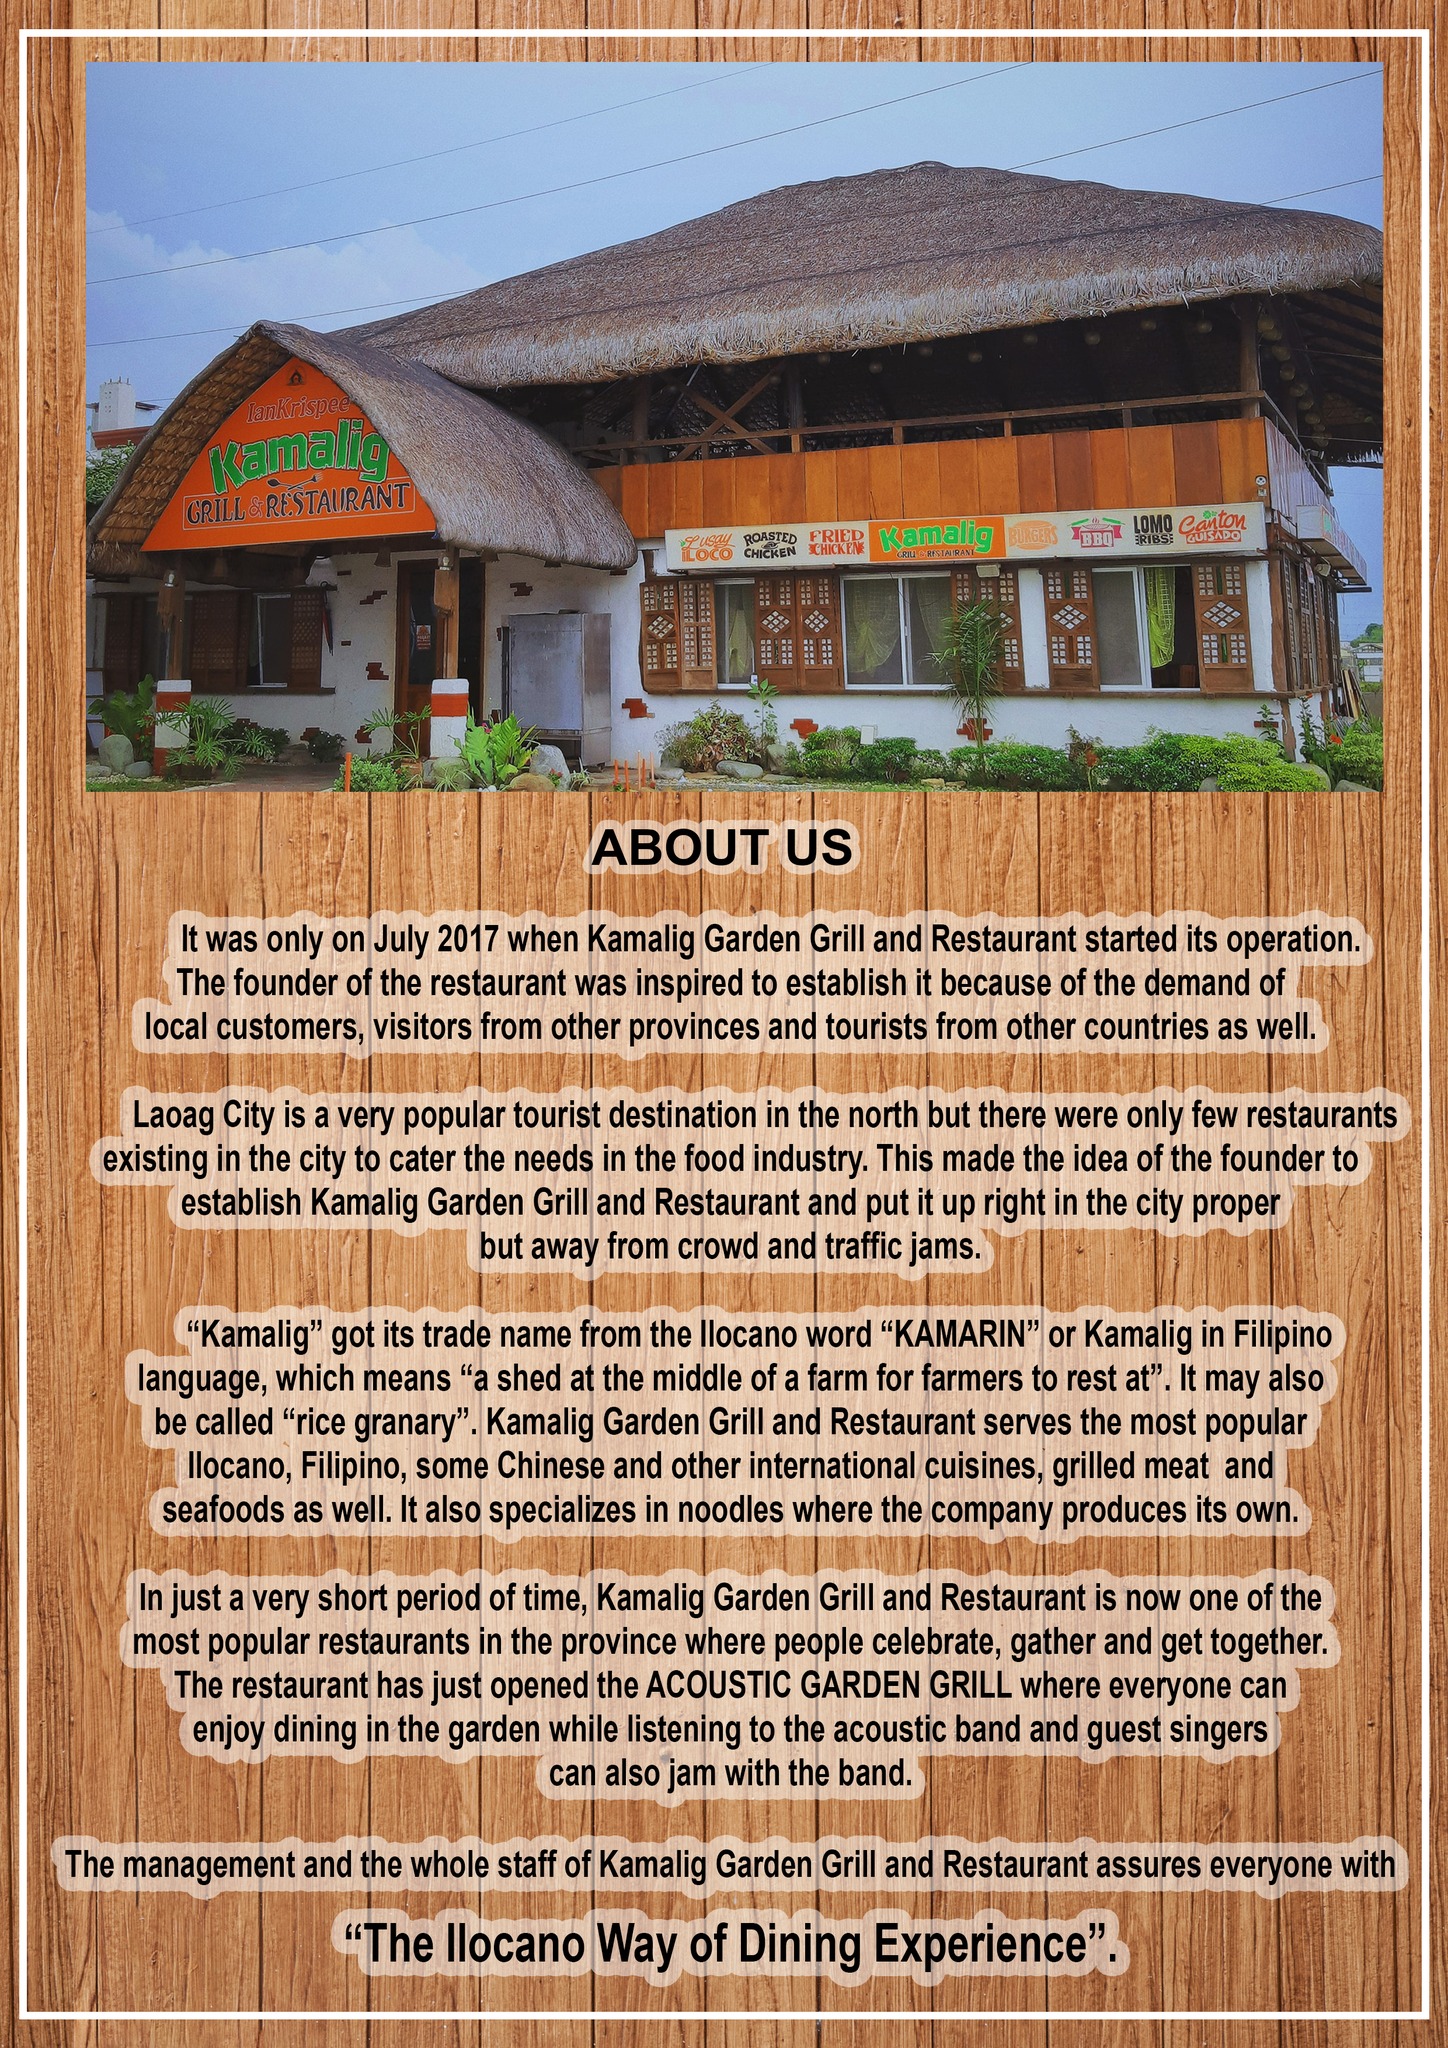 IanKrispee
Kamalig
GRILL & RESTAURANT
Lusay
LOCO
ROASTED
CHICKEN
FRIED
CHICKEN
Kamalig
GRILL & RESTAURANT
BURGERS
BBQ
LOMO
RIBS
Canton
GUISADO
ABOUT US
It was only on July 2017 when Kamalig Garden Grill and Restaurant started its operation.
The founder of the restaurant was inspired to establish it because of the demand of
local customers, visitors from other provinces and tourists from other countries as well.
Laoag City is a very popular tourist destination in the north but there were only few restaurants
existing in the city to cater the needs in the food industry. This made the idea of the founder to
establish Kamalig Garden Grill and Restaurant and put it up right in the city proper
but away from crowd and traffic jams.
“Kamalig” got its trade name from the Ilocano word “KAMARIN” or Kamalig in Filipino
language, which means “a shed at the middle of a farm for farmers to rest at”. It may also
be called “rice granary”. Kamalig Garden Grill and Restaurant serves the most popular
Ilocano, Filipino, some Chinese and other international cuisines, grilled meat and
seafoods as well. It also specializes in noodles where the company produces its own.
In just a very short period of time, Kamalig Garden Grill and Restaurant is now one of the
most popular restaurants in the province where people celebrate, gather and get together.
The restaurant has just opened the ACOUSTIC GARDEN GRILL where everyone can
enjoy dining in the garden while listening to the acoustic band and guest singers
can also jam with the band.
The management and the whole staff of Kamalig Garden Grill and Restaurant assures everyone with
“The Ilocano Way of Dining Experience”.